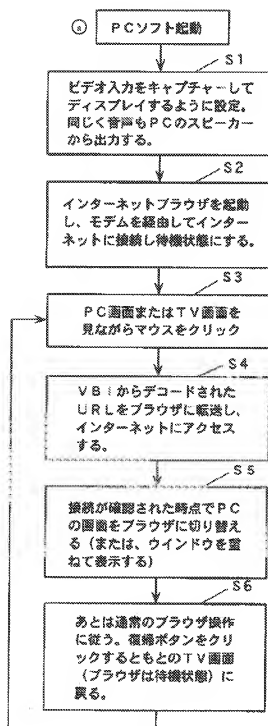 ⓐ PCソフト起動
S1
ビデオ入力をキャプチャーして
ディスプレイするように設定。
同じく音声もPCのスピーカー
から出力する。
S2
インターネットブラウザを起動
し、モデムを経由してインター
ネットに接続し待機状態にする。
S3
PC画面またはTV画面を
見ながらマウスをクリック
S4
VBIからデコードされた
URLをブラウザに転送し、
インターネットにアクセス
する。
S5
接続が確認された時点でPC
の画面をブラウザに切り替え
る(または、ウインドウを重
ねて表示する)
S6
あとは通常のブラウザ操作
に従う。復帰ボタンをクリ
ックするともとのTV画面
(ブラウザは待機状態)に
戻る。